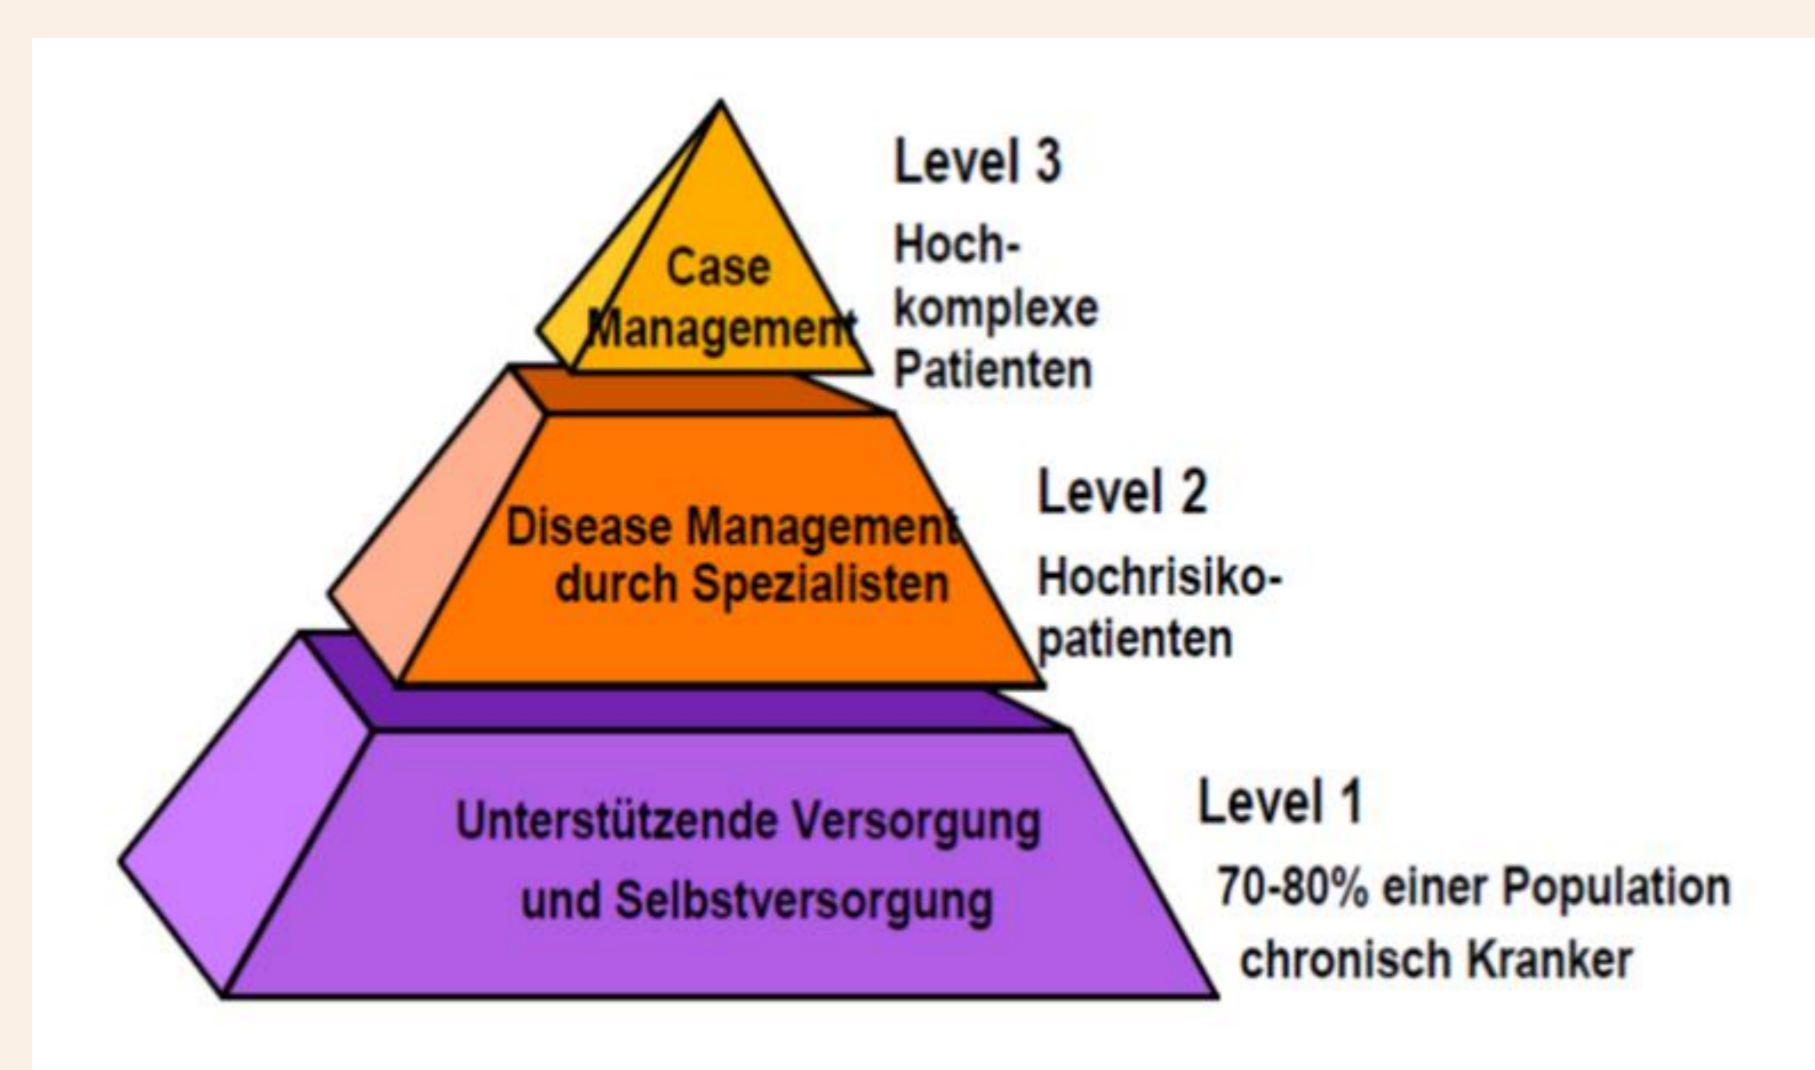 Level 3
Hoch-
komplexe
Patienten
Case
Management
Level 2
Hochrisiko-
patienten
Disease Management
durch Spezialisten
Level 1
70-80% einer Population
chronisch Kranker
Unterstützende Versorgung
und Selbstversorgung